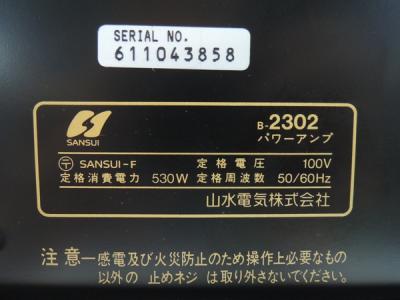 SERIAL NO.
611043858
SANSUI
B-2302
パワーアンプ
〒 SANSUI-F 定格電圧 100V
定格消費電力 530W 定格周波数 50/60Hz
山水電気株式会社
注意―感電及び火災防止のため操作上必要なもの
以外の 止めネジ は取り外さないでください。